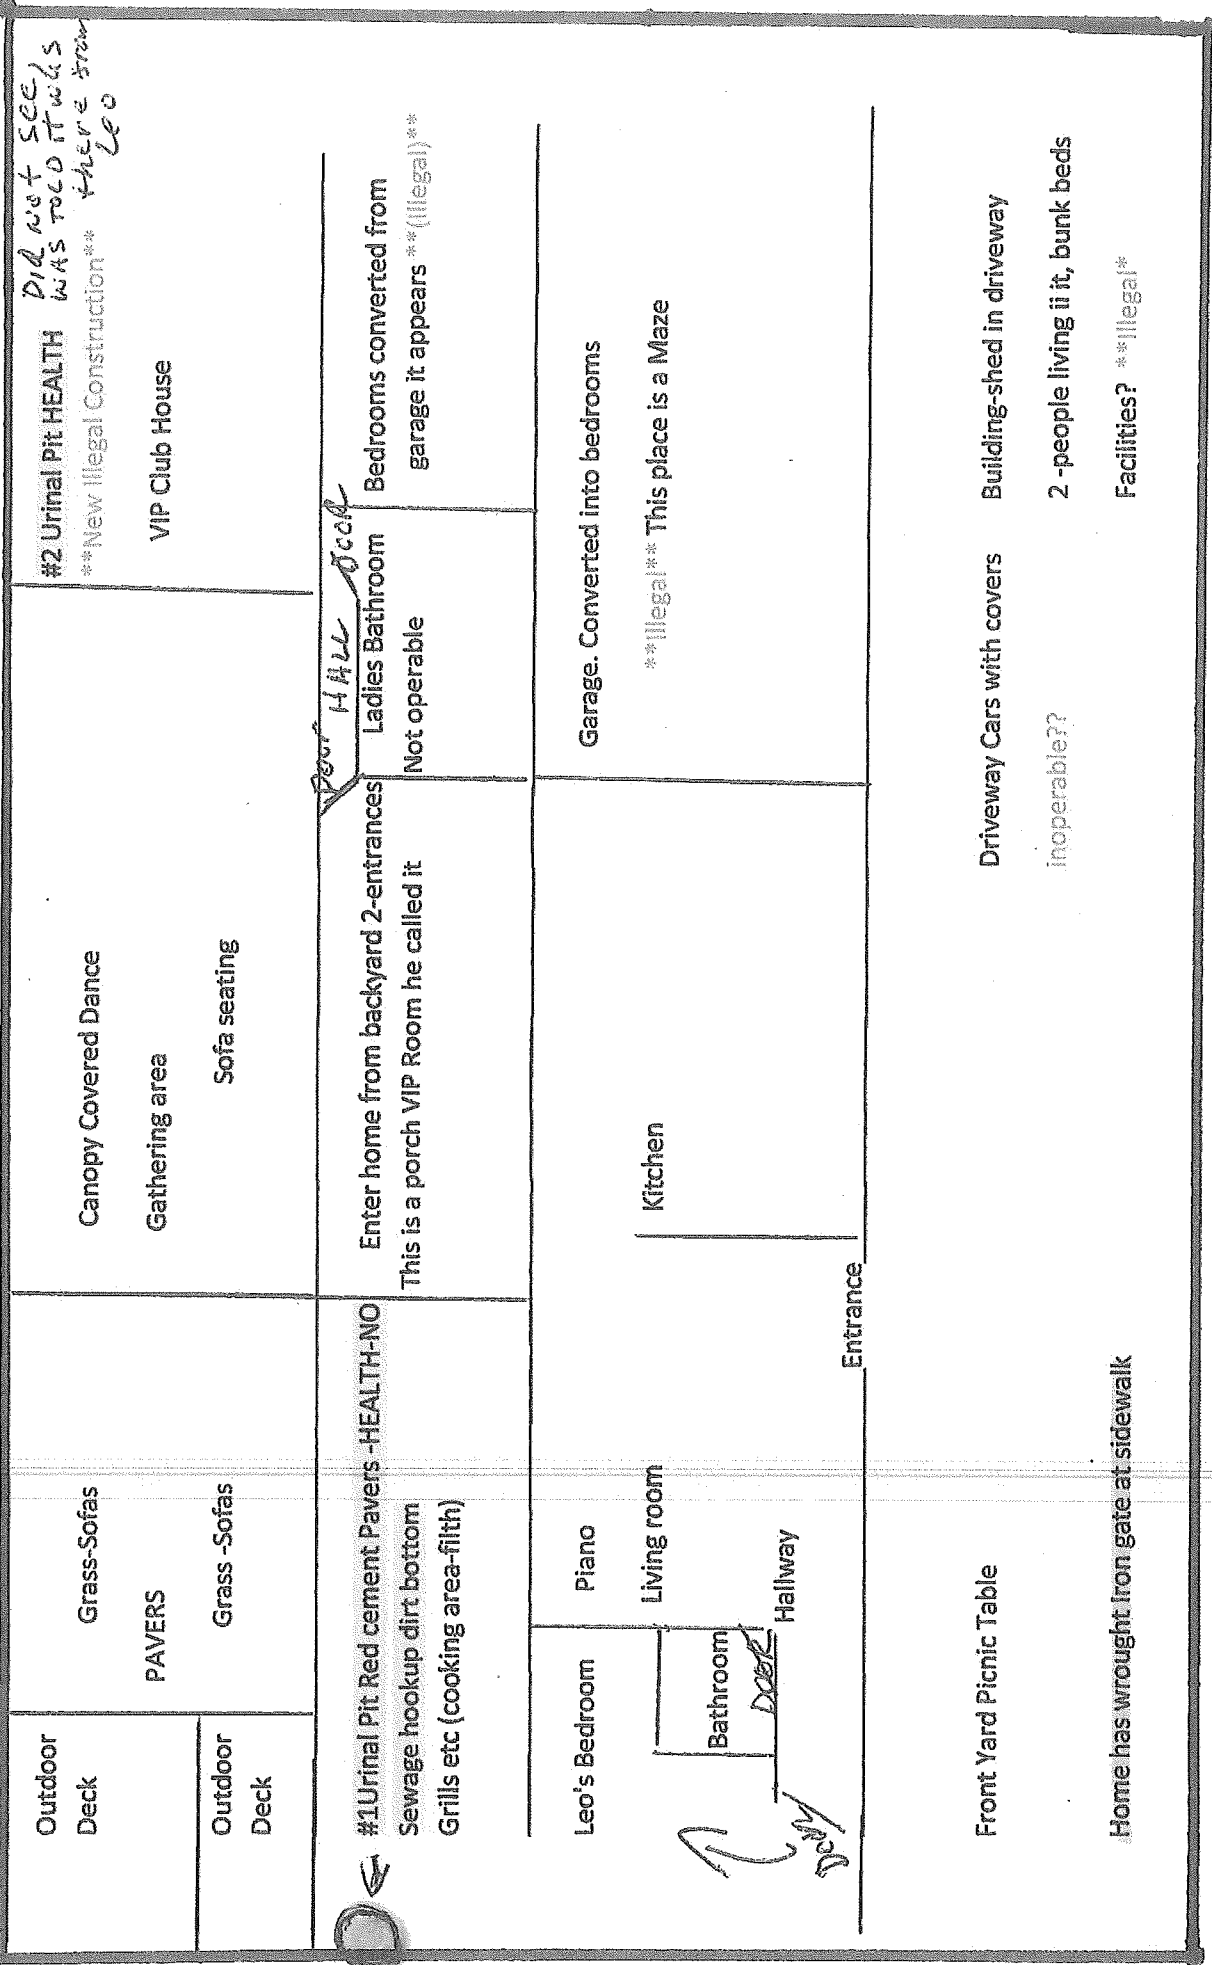 Outdoor
Deck
Grass-Sofas
PAVERS
Grass -Sofas
Outdoor
Deck
Canopy Covered Dance
Gathering area
Sofa seating
#2 Urinal Pit HEALTH
DID Not SEE,
WAS TOLD IT WAS
there from
LEO
**New Illegal Construction**
VIP Club House
#1Urinal Pit Red cement Pavers -HEALTH-NO
Sewage hookup dirt bottom
Grills etc (cooking area-filth)
Enter home from backyard 2-entrances
This is a porch VIP Room he called it
HALL
DOOR
Ladies Bathroom
Not operable
Bedrooms converted from
garage it appears **(Illegal)**
Leo's Bedroom
Piano
Living room
Bathroom
DOOR
Hallway
Kitchen
Entrance
Garage. Converted into bedrooms
**Illegal** This place is a Maze
Front Yard Picnic Table
Driveway Cars with covers
inoperable??
Building-shed in driveway
2 -people living ii it, bunk beds
Facilities? **Illegal*
Home has wrought iron gate at sidewalk